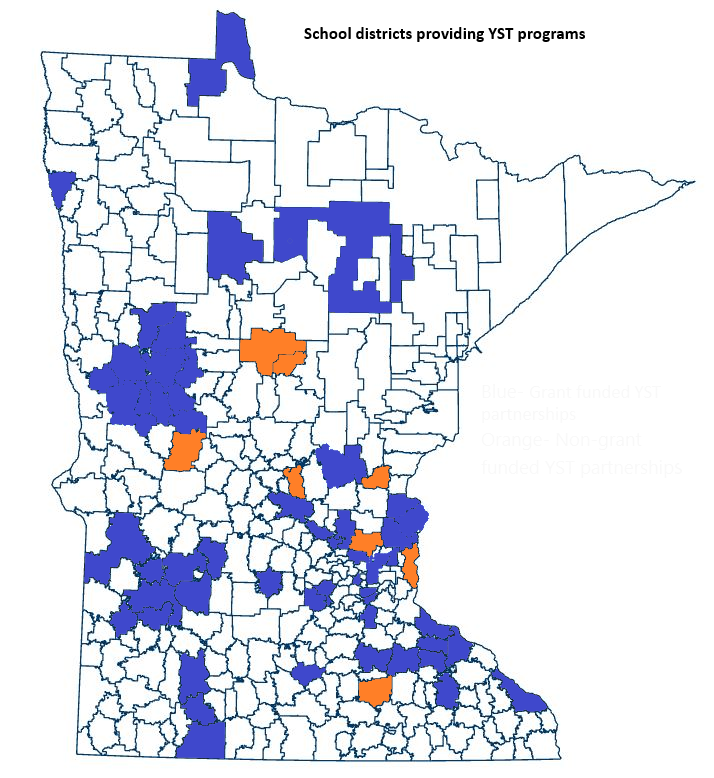 School districts providing YST programs
Blue- Grant funded YST
partnerships
Orange- Non-grant
funded YST partnerships